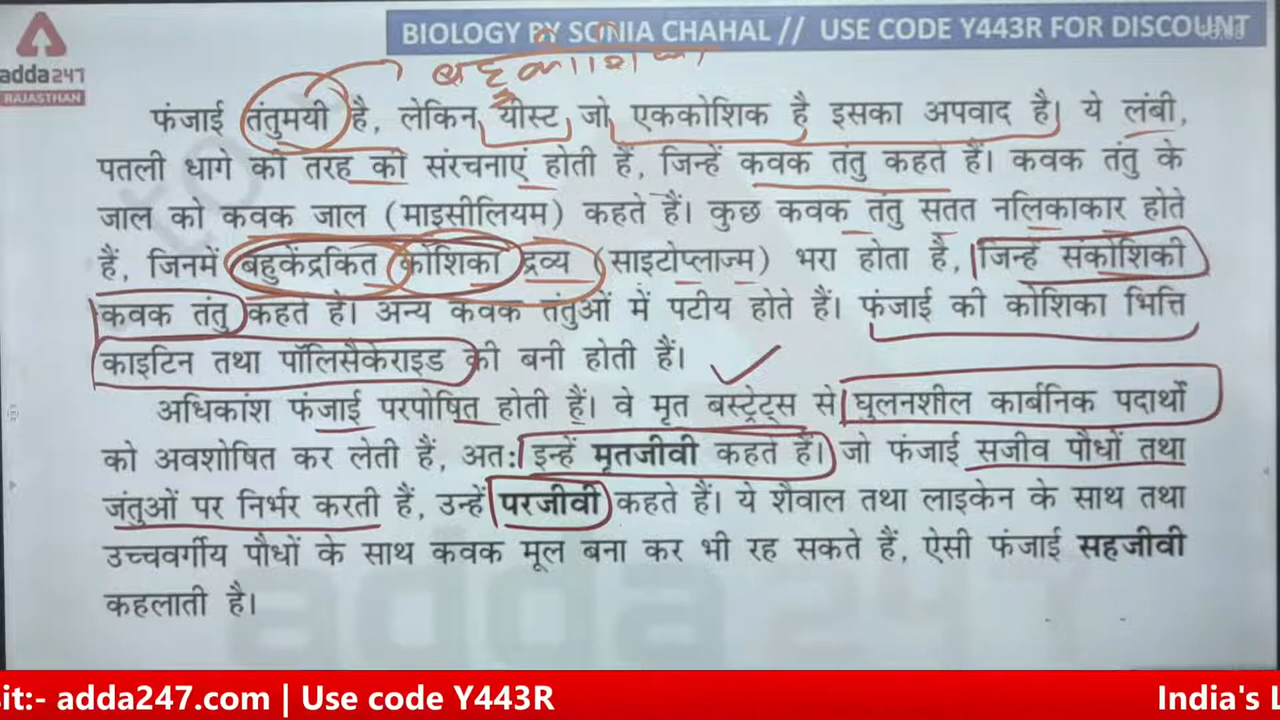 BIOLOGY BY SONIA CHAHAL // USE CODE Y443R FOR DISCOUNT
adda247
RAJASTHAN
बहुकोशिका
फंजाई तंतुमयी है, लेकिन यीस्ट जो एककोशिक है इसका अपवाद है। ये लंबी,
पतली धागे की तरह की संरचनाएं होती हैं, जिन्हें कवक तंतु कहते हैं। कवक तंतु के
जाल को कवक जाल (माइसीलियम) कहते हैं। कुछ कवक तंतु सतत नलिकाकार होते
हैं, जिनमें बहुकेंद्रकित कोशिका द्रव्य (साइटोप्लाज्म) भरा होता है, जिन्हें संकोशिकी
कवक तंतु कहते हैं। अन्य कवक तंतुओं में पटीय होते हैं। फंजाई की कोशिका भित्ति
काइटिन तथा पॉलिसैकेराइड की बनी होती हैं।
अधिकांश फंजाई परपोषित होती हैं। वे मृत बस्ट्रेट्स से घुलनशील कार्बनिक पदार्थों
को अवशोषित कर लेती हैं, अतः इन्हें मृतजीवी कहते हैं। जो फंजाई सजीव पौधों तथा
जंतुओं पर निर्भर करती हैं, उन्हें परजीवी कहते हैं। ये शैवाल तथा लाइकेन के साथ तथा
उच्चवर्गीय पौधों के साथ कवक मूल बना कर भी रह सकते हैं, ऐसी फंजाई सहजीवी
कहलाती है।
sit:- adda247.com | Use code Y443R
India's L